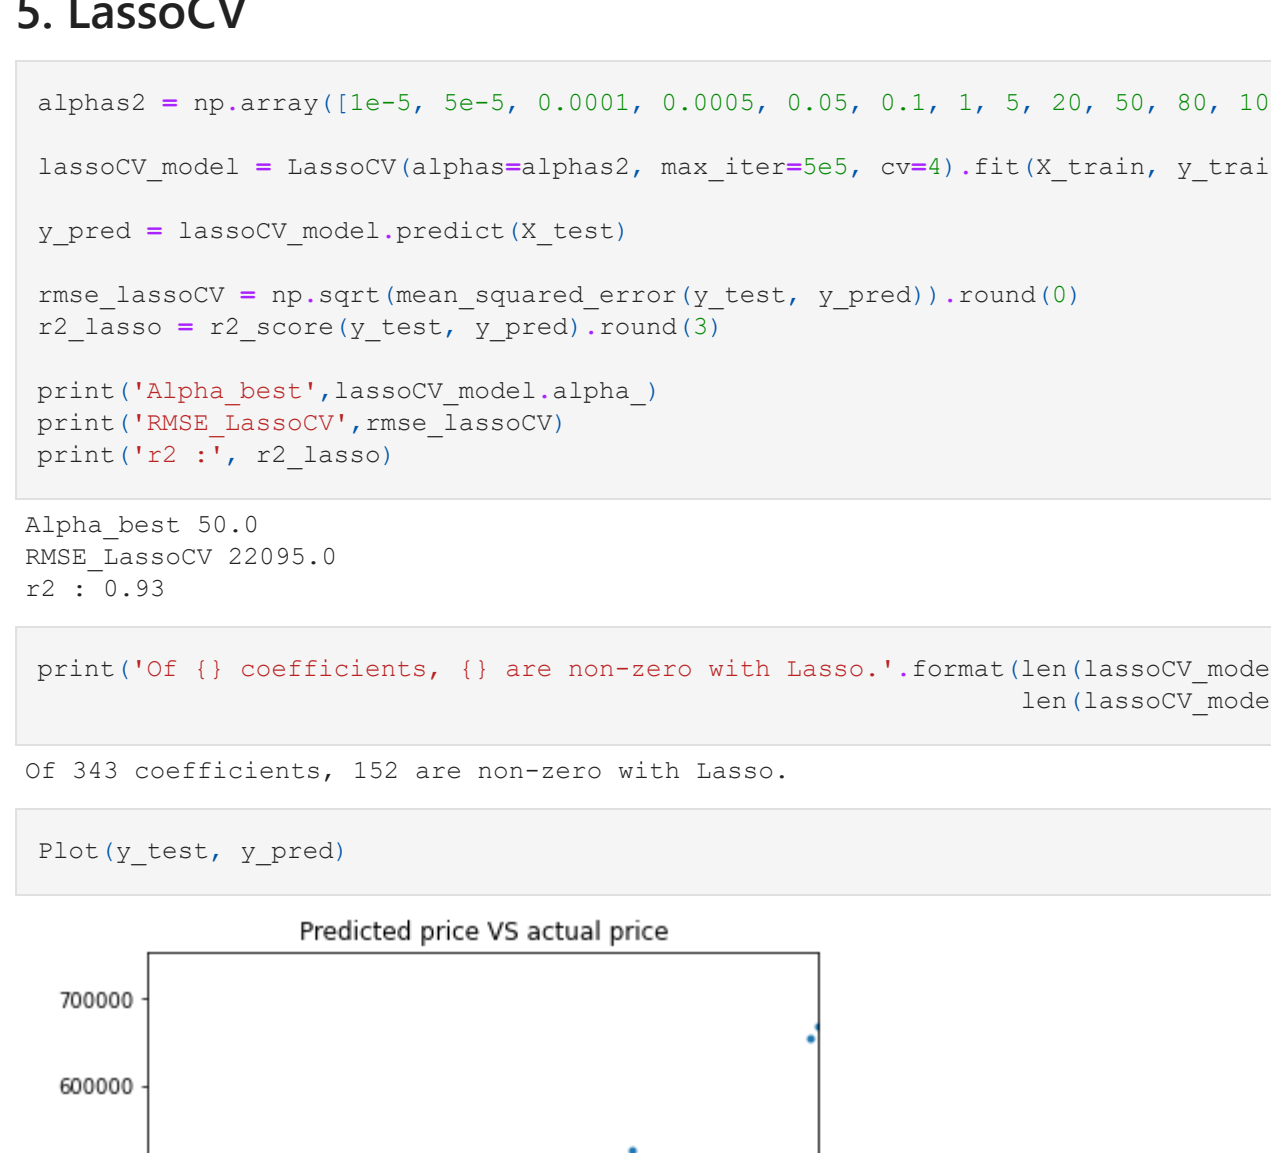 5. LassoCV
alphas2 = np.array([1e-5, 5e-5, 0.0001, 0.0005, 0.05, 0.1, 1, 5, 20, 50, 80, 10
lassoCV_model = LassoCV(alphas=alphas2, max_iter=5e5, cv=4).fit(X_train, y_trai
y_pred = lassoCV_model.predict(X_test)
rmse_lassoCV = np.sqrt(mean_squared_error(y_test, y_pred)).round(0)
r2_lasso = r2_score(y_test, y_pred).round(3)
print('Alpha_best',lassoCV_model.alpha_)
print('RMSE_LassoCV',rmse_lassoCV)
print('r2 :', r2_lasso)
Alpha_best 50.0
RMSE_LassoCV 22095.0
r2 : 0.93
print('Of {} coefficients, {} are non-zero with Lasso.'.format(len(lassoCV_mode
len(lassoCV_mode
Of 343 coefficients, 152 are non-zero with Lasso.
Plot(y_test, y_pred)
Predicted price VS actual price
700000
600000